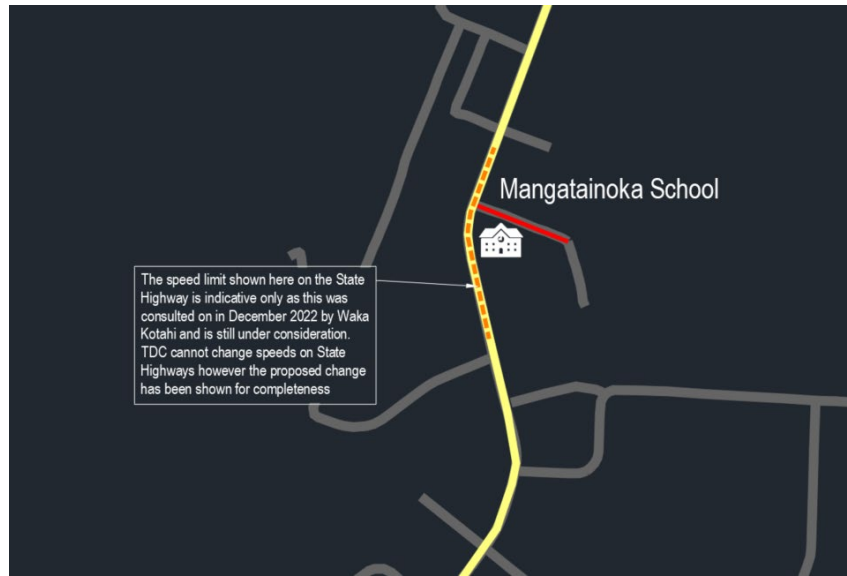 Mangatainoka School
The speed limit shown here on the State
Highway is indicative only as this was
consulted on in December 2022 by Waka
Kotahi and is still under consideration.
TDC cannot change speeds on State
Highways however the proposed change
has been shown for completeness